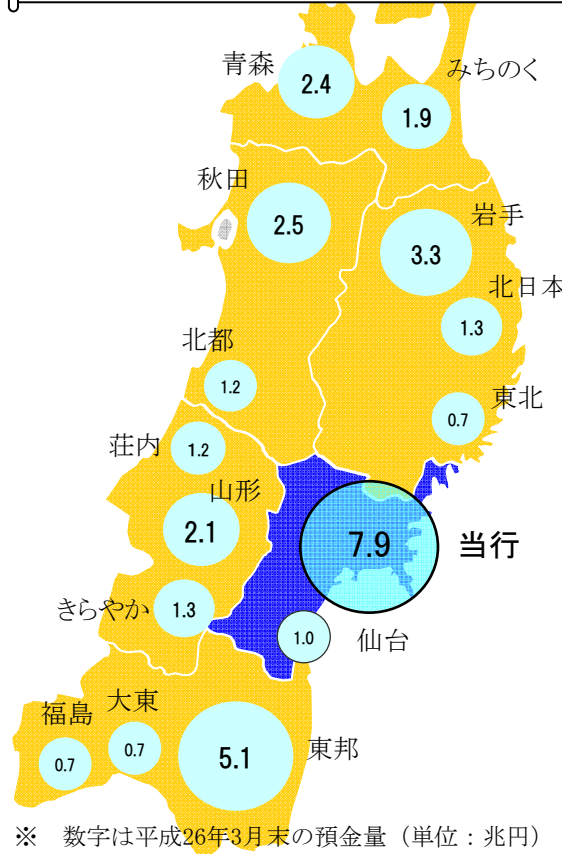 青森
2.4
みちのく
1.9
秋田
2.5
岩手
3.3
北日本
1.3
北都
1.2
東北
0.7
荘内
1.2
山形
2.1
7.9
当行
きらやか
1.3
1.0
仙台
福島
0.7
大東
0.7
5.1
東邦
※ 数字は平成26年3月末の預金量（単位：兆円）